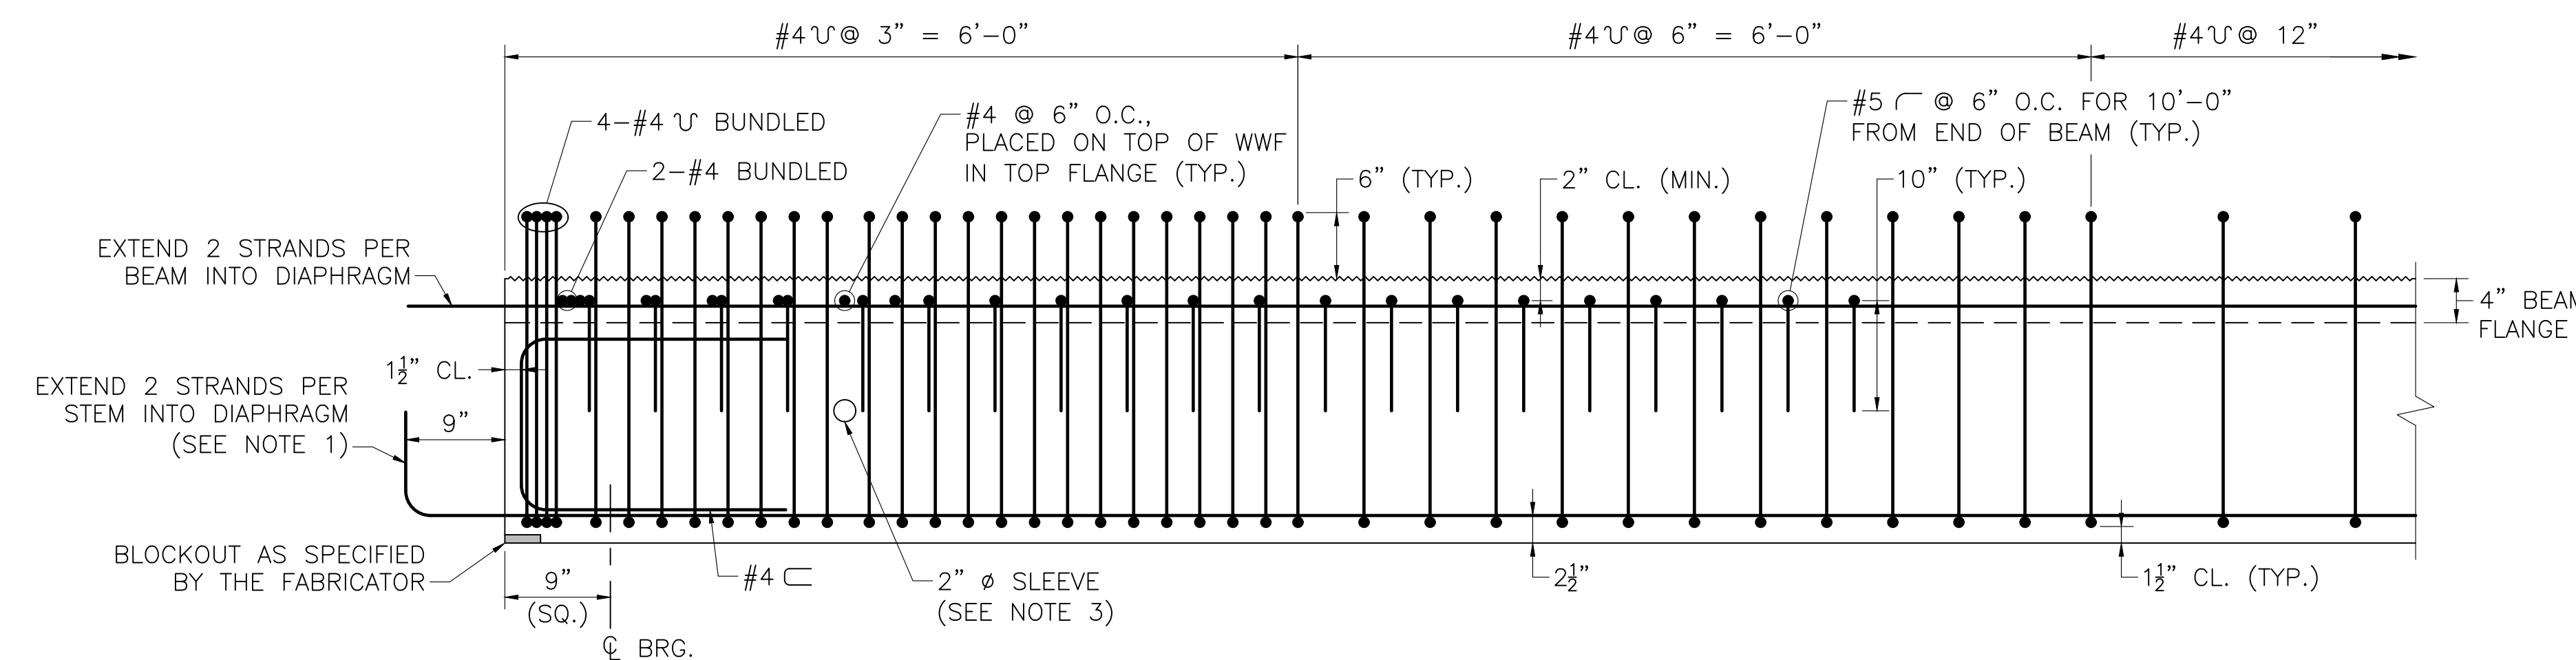 #4 @ 3" = 6'-0"
#4 @ 6" = 6'-0"
#4 @ 12"
4-#4 BUNDLED
2-#4 BUNDLED
#4 @ 6" O.C.,
PLACED ON TOP OF WWF
IN TOP FLANGE (TYP.)
6" (TYP.)
2" CL. (MIN.)
#5 @ 6" O.C. FOR 10'-0"
FROM END OF BEAM (TYP.)
10" (TYP.)
EXTEND 2 STRANDS PER
BEAM INTO DIAPHRAGM
4" BEAM
FLANGE
1½" CL.
EXTEND 2 STRANDS PER
STEM INTO DIAPHRAGM
(SEE NOTE 1)
9"
BLOCKOUT AS SPECIFIED
BY THE FABRICATOR
9"
(SQ.)
℄ BRG.
#4
2" ø SLEEVE
(SEE NOTE 3)
2½"
1½" CL. (TYP.)